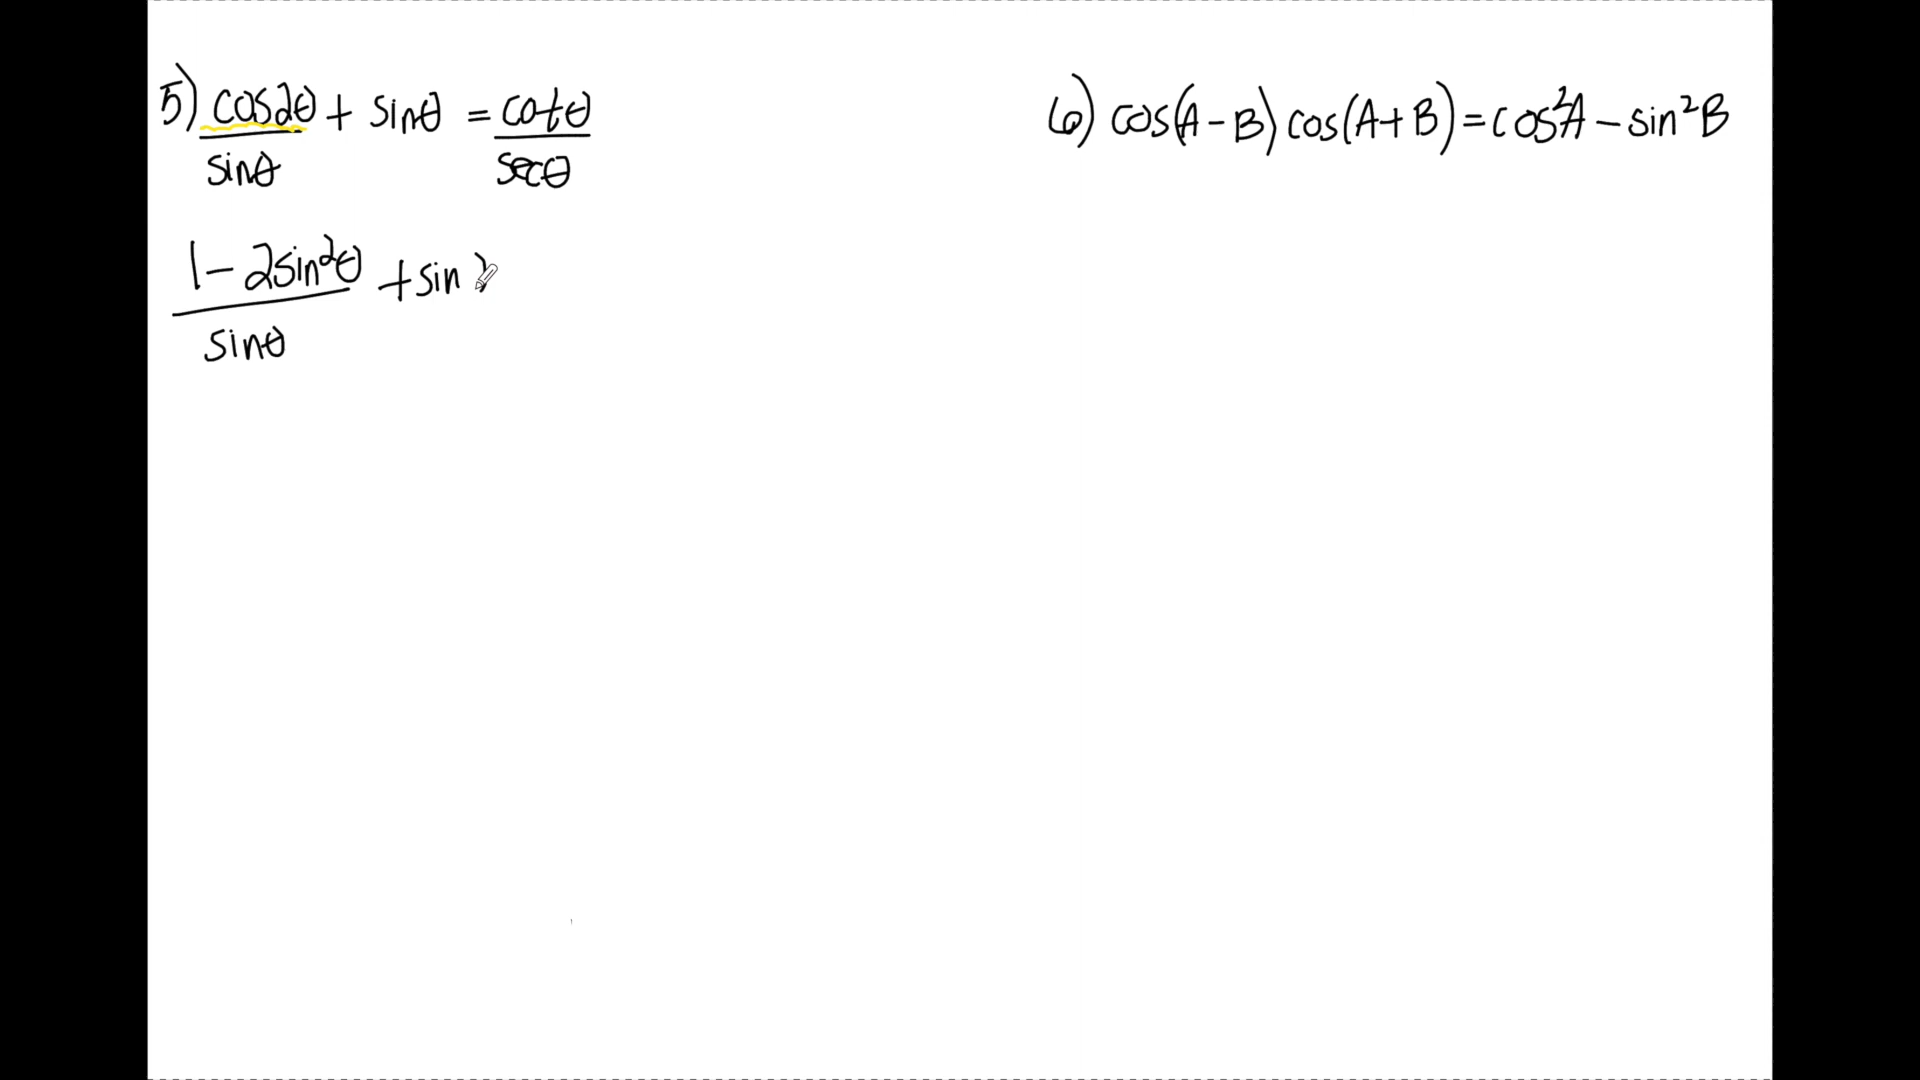 5) cos2θ/sinθ + sinθ = cotθ/secθ
(1 - 2sin²θ)/sinθ + sin
6) cos(A - B) cos(A + B) = cos²A - sin²B